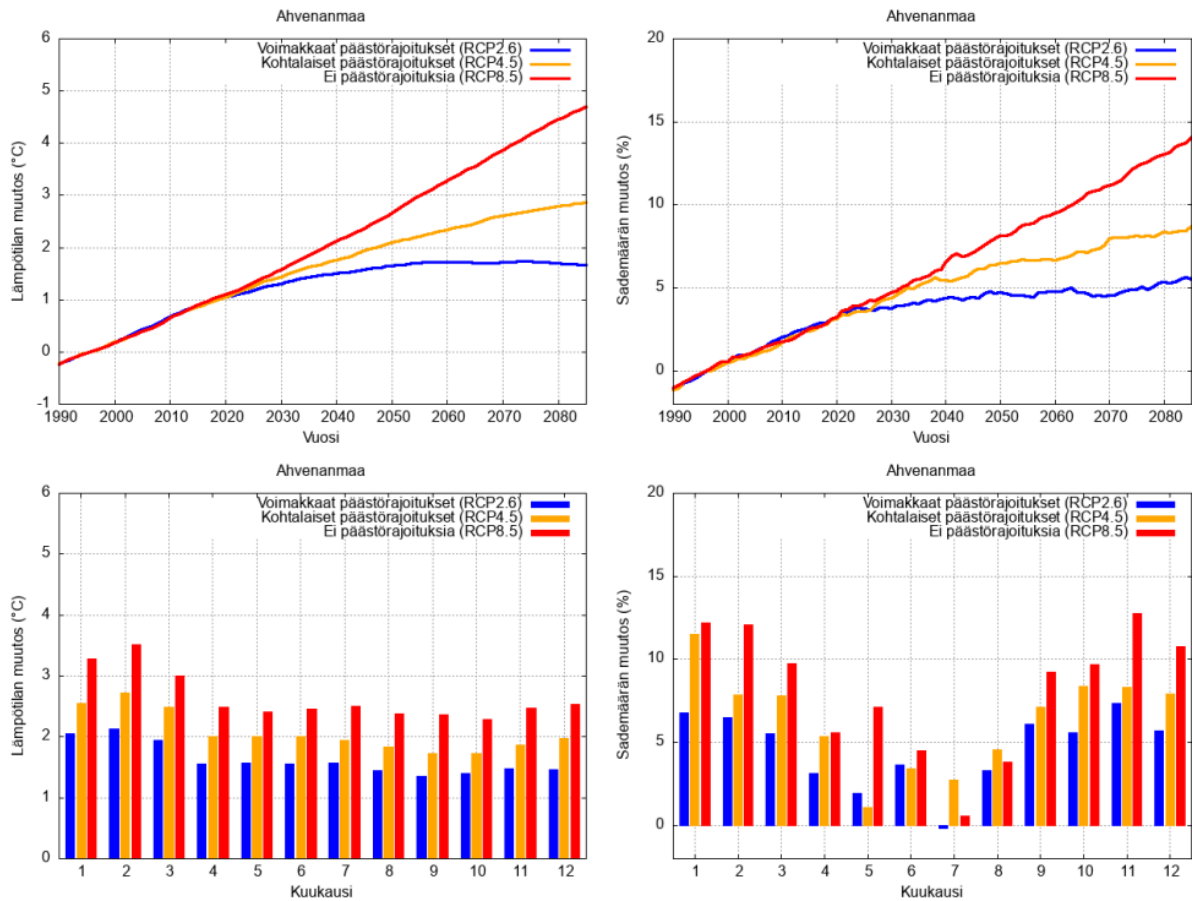 Ahvenanmaa
Voimakkaat päästörajoitukset (RCP2.6)
Kohtalaiset päästörajoitukset (RCP4.5)
Ei päästörajoituksia (RCP8.5)
Lämpötilan muutos (°C)
6
5
4
3
2
1
0
-1
1990 2000 2010 2020 2030 2040 2050 2060 2070 2080
Vuosi
Ahvenanmaa
Voimakkaat päästörajoitukset (RCP2.6)
Kohtalaiset päästörajoitukset (RCP4.5)
Ei päästörajoituksia (RCP8.5)
Sademäärän muutos (%)
20
15
10
5
0
1990 2000 2010 2020 2030 2040 2050 2060 2070 2080
Vuosi
Ahvenanmaa
Voimakkaat päästörajoitukset (RCP2.6)
Kohtalaiset päästörajoitukset (RCP4.5)
Ei päästörajoituksia (RCP8.5)
Lämpötilan muutos (°C)
6
5
4
3
2
1
0
1 2 3 4 5 6 7 8 9 10 11 12
Kuukausi
Ahvenanmaa
Voimakkaat päästörajoitukset (RCP2.6)
Kohtalaiset päästörajoitukset (RCP4.5)
Ei päästörajoituksia (RCP8.5)
Sademäärän muutos (%)
20
15
10
5
0
1 2 3 4 5 6 7 8 9 10 11 12
Kuukausi